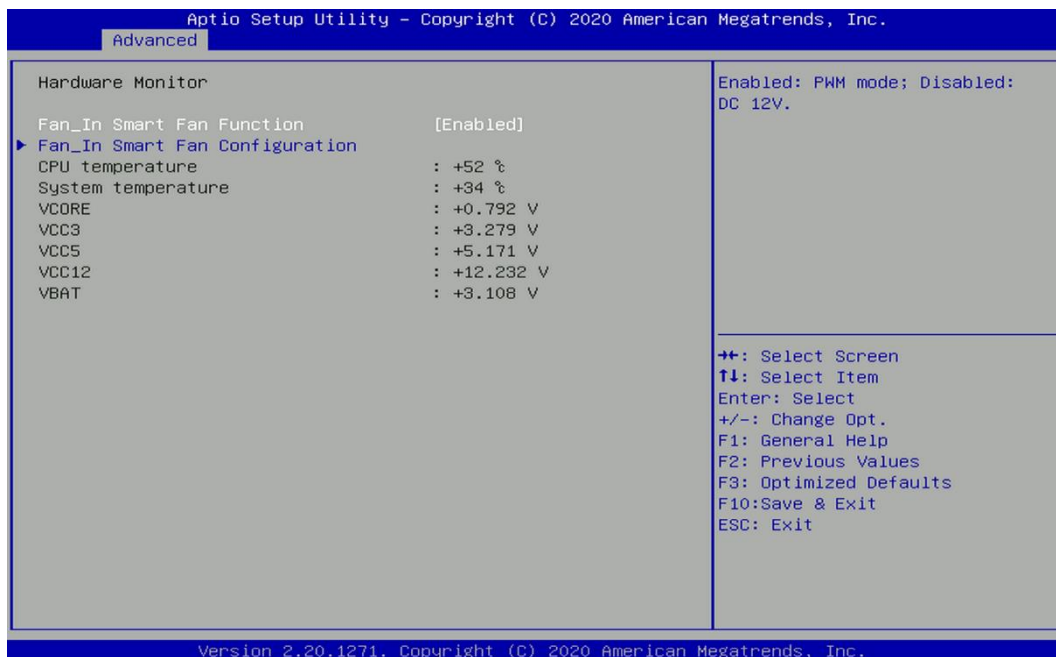 Aptio Setup Utility – Copyright (C) 2020 American Megatrends, Inc.
Advanced
Hardware Monitor
Fan_In Smart Fan Function [Enabled]
▶ Fan_In Smart Fan Configuration
CPU temperature : +52 ℃
System temperature : +34 ℃
VCORE : +0.792 V
VCC3 : +3.279 V
VCC5 : +5.171 V
VCC12 : +12.232 V
VBAT : +3.108 V
Enabled: PWM mode; Disabled:
DC 12V.
→←: Select Screen
↑↓: Select Item
Enter: Select
+/-: Change Opt.
F1: General Help
F2: Previous Values
F3: Optimized Defaults
F10:Save & Exit
ESC: Exit
Version 2.20.1271. Copyright (C) 2020 American Megatrends, Inc.